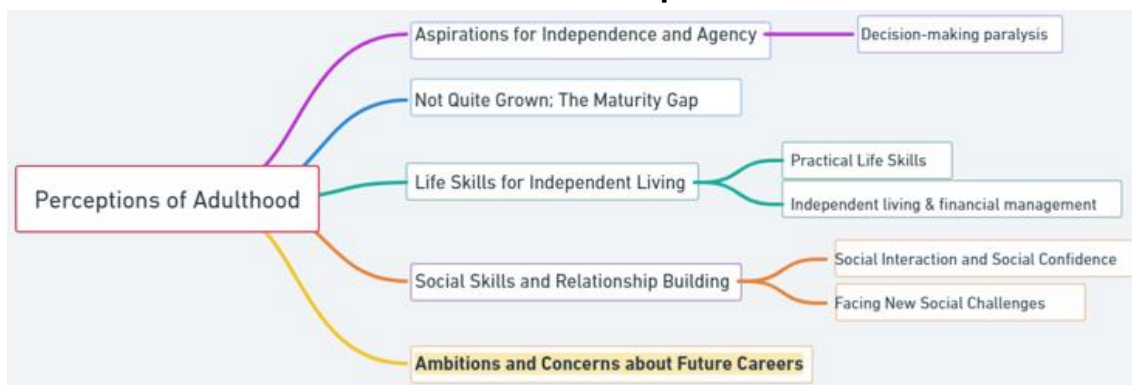 Aspirations for Independence and Agency
Decision-making paralysis
Not Quite Grown; The Maturity Gap
Perceptions of Adulthood
Life Skills for Independent Living
Practical Life Skills
Independent living & financial management
Social Skills and Relationship Building
Social Interaction and Social Confidence
Facing New Social Challenges
Ambitions and Concerns about Future Careers